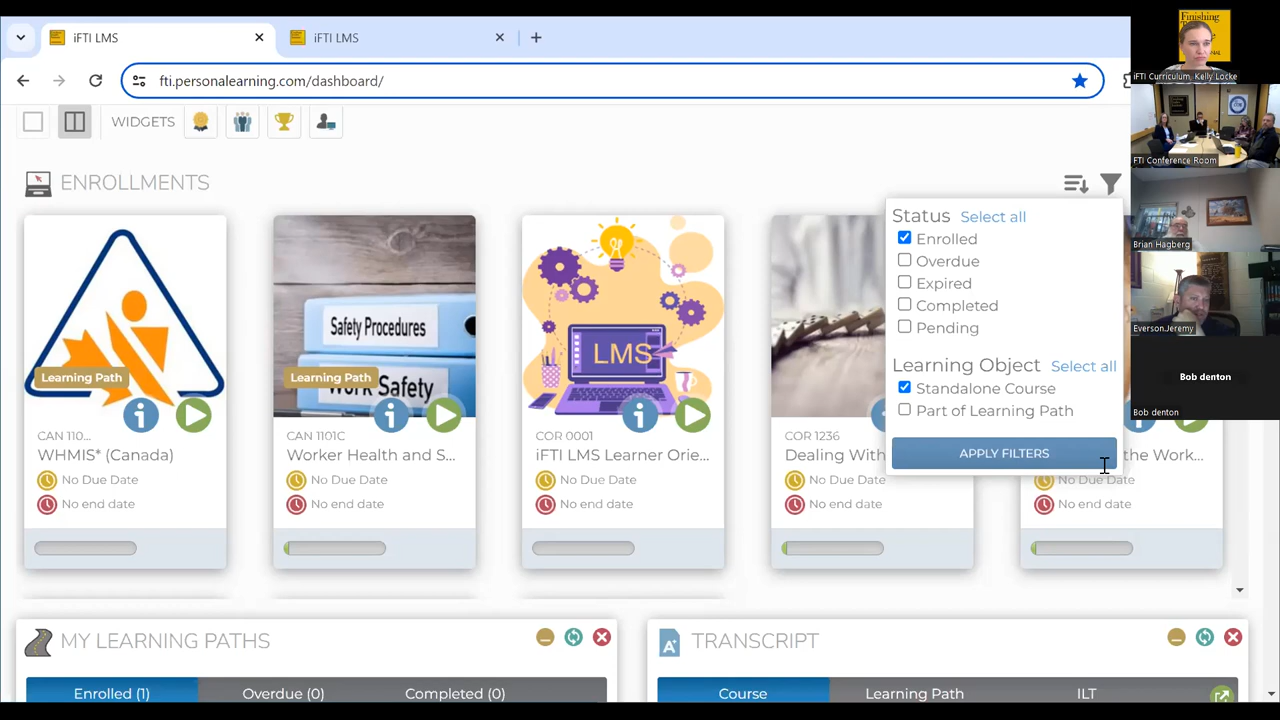 iFTI LMS
iFTI LMS
fti.personalearning.com/dashboard/
WIDGETS
ENROLLMENTS
Status Select all
Enrolled
Overdue
Expired
Completed
Pending
Learning Object Select all
Standalone Course
Part of Learning Path
APPLY FILTERS
Learning Path
CAN 110...
WHMIS* (Canada)
No Due Date
No end date
Safety Procedures
Work Safety
Learning Path
CAN 1101C
Worker Health and S...
No Due Date
No end date
LMS
COR 0001
iFTI LMS Learner Orie...
No Due Date
No end date
COR 1236
Dealing With
No Due Date
No end date
the Work...
No Due Date
No end date
MY LEARNING PATHS
Enrolled (1) Overdue (0) Completed (0)
TRANSCRIPT
Course Learning Path ILT
Finishing
iFTI Curriculum, Kelly Locke
FTI Conference Room
Brian Hagberg
Everson.Jeremy
Bob denton
Bob denton